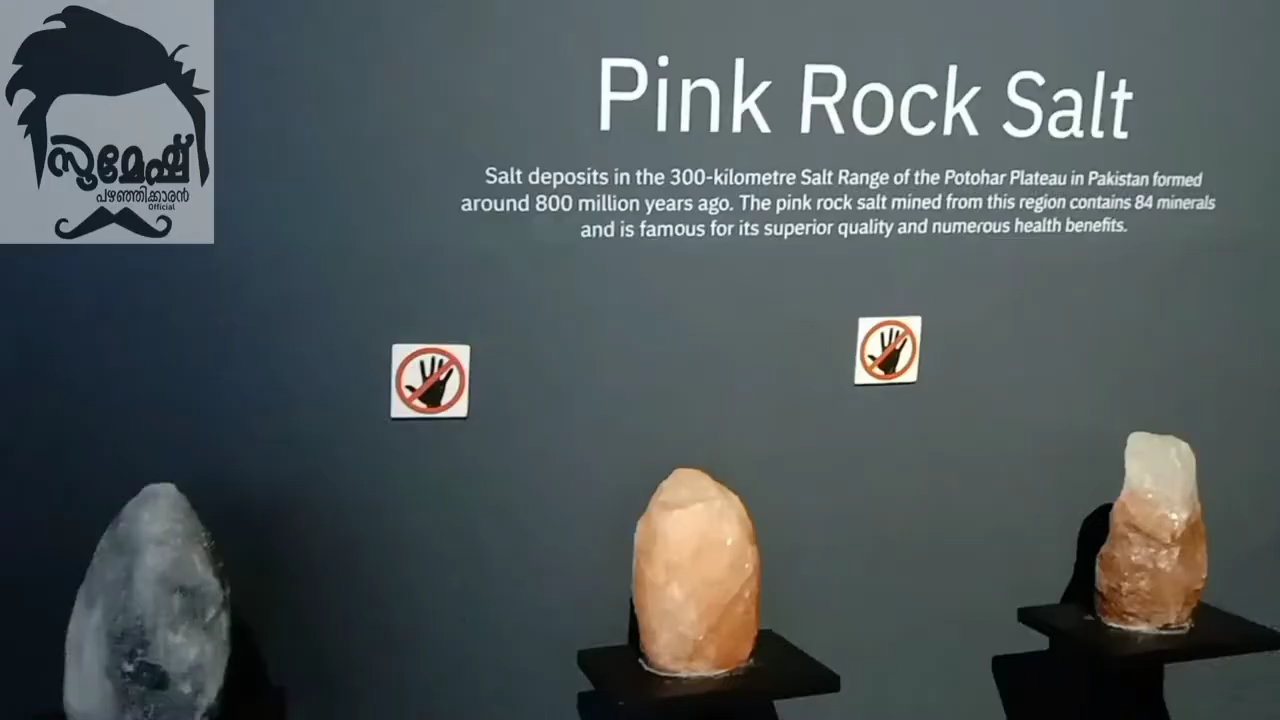 സുമേഷ്
പഴഞ്ഞിക്കാരൻ
Official
Pink Rock Salt
Salt deposits in the 300-kilometre Salt Range of the Potohar Plateau in Pakistan formed
around 800 million years ago. The pink rock salt mined from this region contains 84 minerals
and is famous for its superior quality and numerous health benefits.